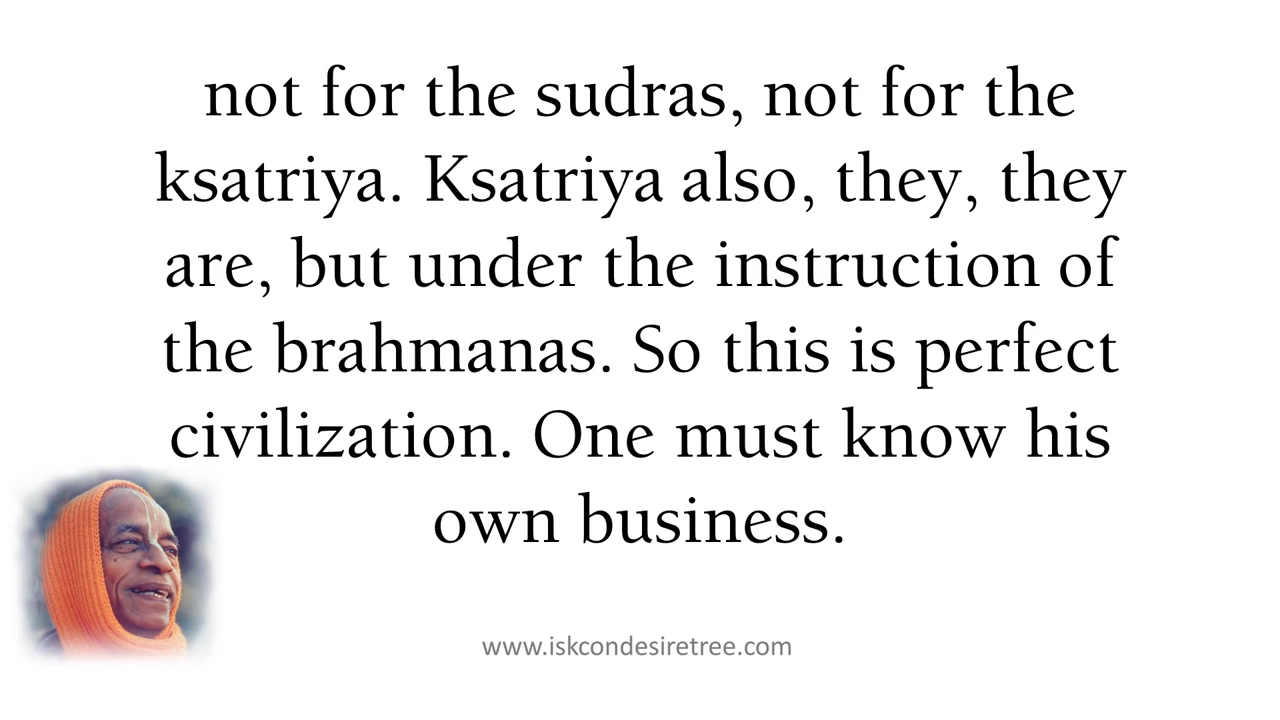 not for the sudras, not for the
ksatriya. Ksatriya also, they, they
are, but under the instruction of
the brahmanas. So this is perfect
civilization. One must know his
own business.
www.iskcondesiretree.com